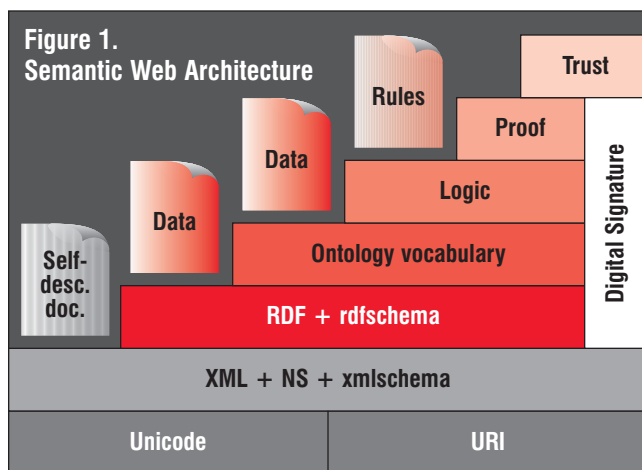 Figure 1.
Semantic Web Architecture
Trust
Rules
Proof
Data
Logic
Data
Digital Signature
Self-
desc.
doc.
Ontology vocabulary
RDF + rdfschema
XML + NS + xmlschema
Unicode
URI